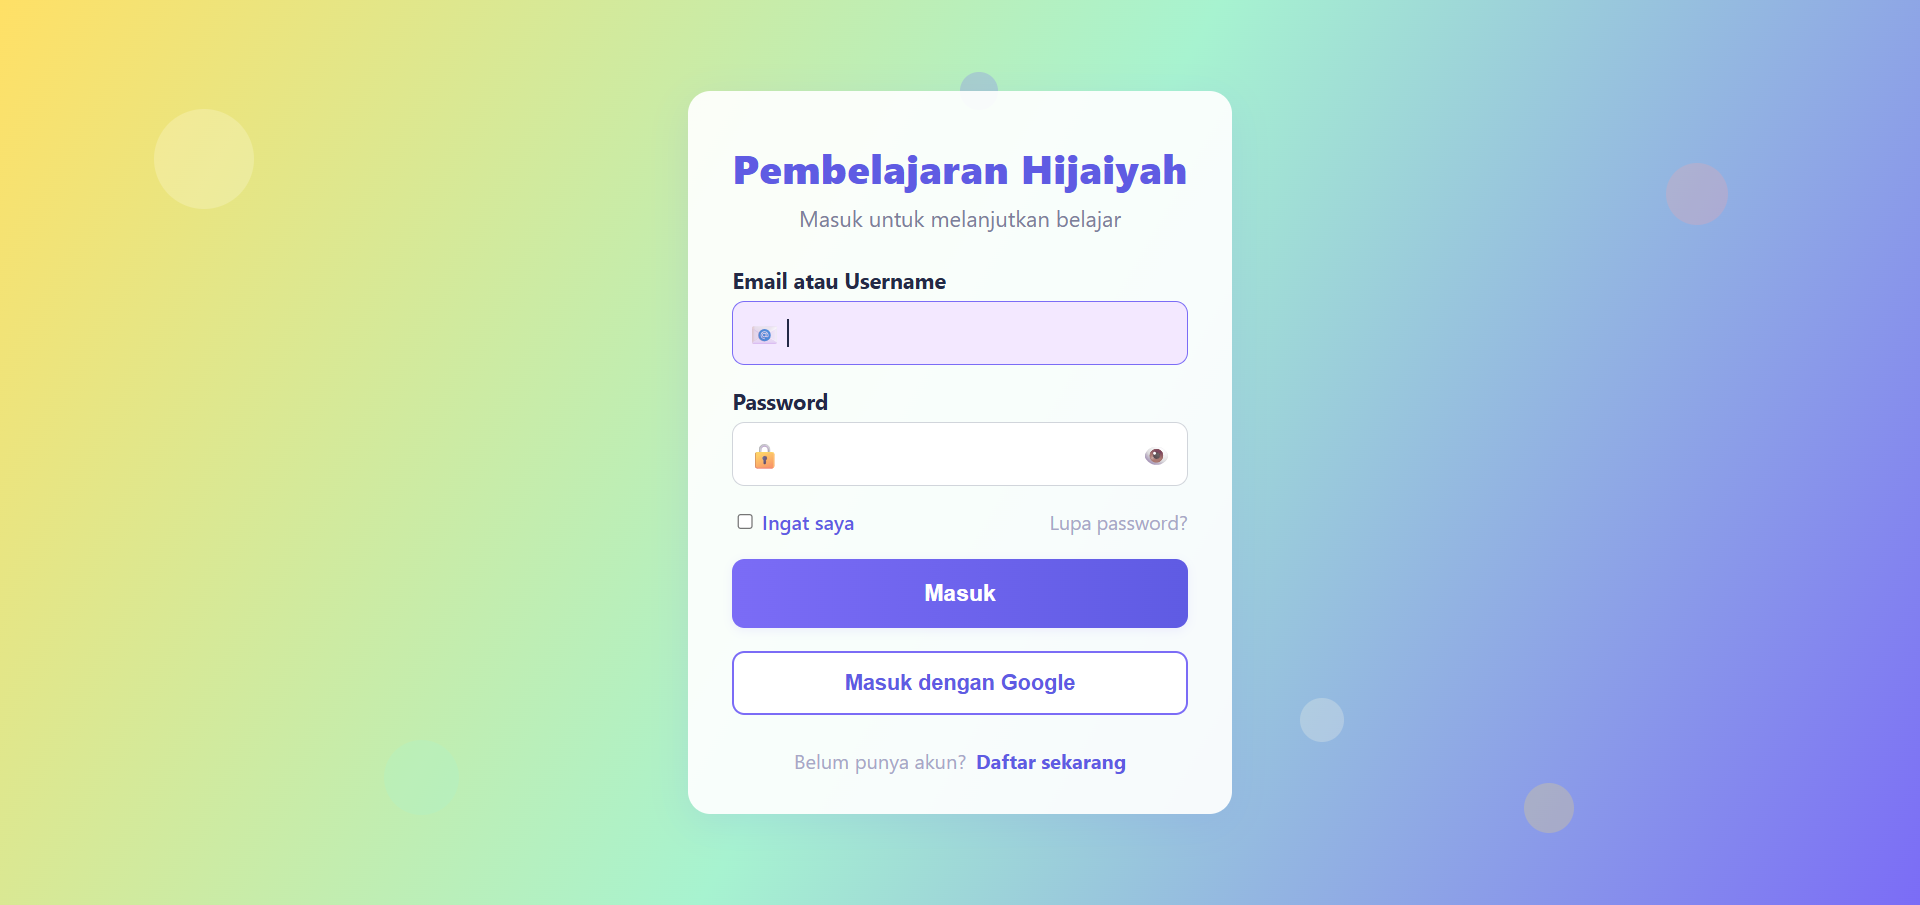 Pembelajaran Hijaiyah
Masuk untuk melanjutkan belajar
Email atau Username
Password
Ingat saya
Lupa password?
Masuk
Masuk dengan Google
Belum punya akun? Daftar sekarang